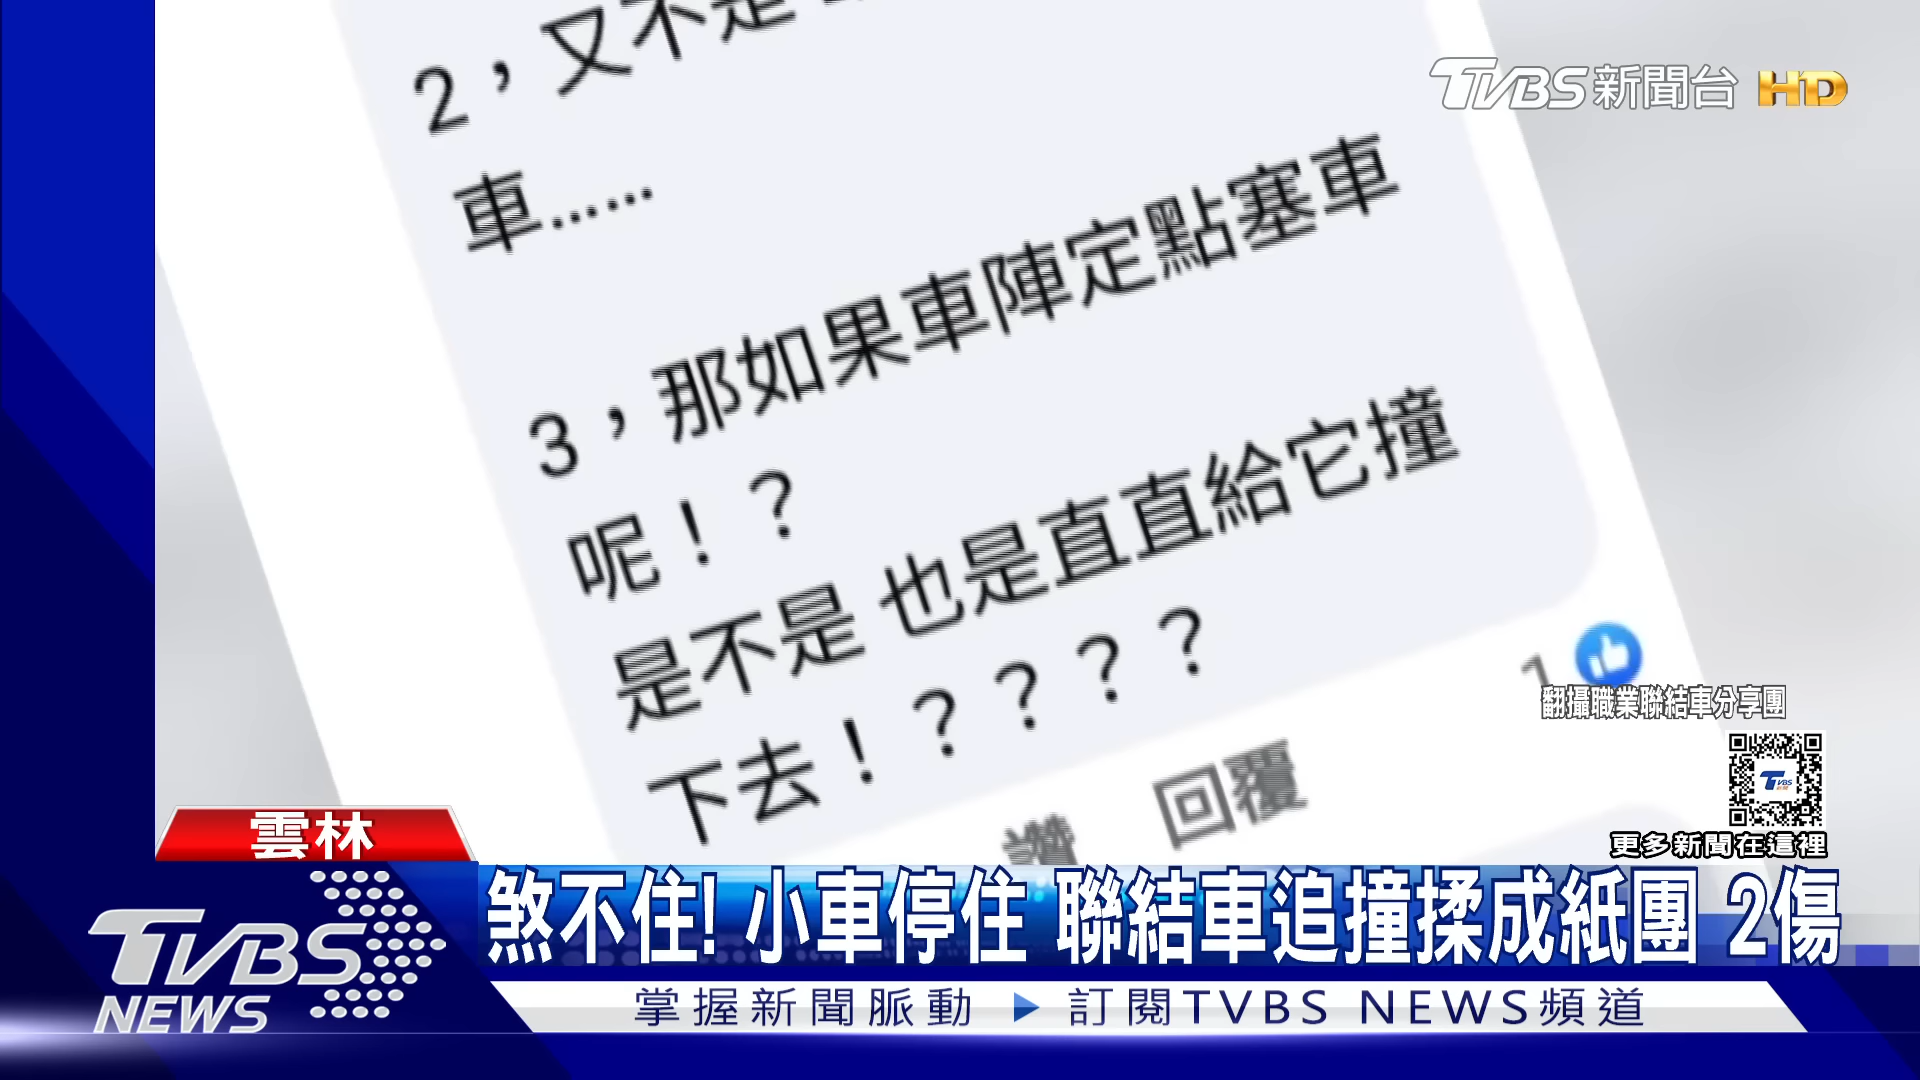 2，又不是
車......
3，那如果車陣定點塞車
呢！？
是不是 也是直直給它撞
下去！？？？？
讚 回覆
1
TVBS新聞台 HD
翻攝職業聯結車分享團
TVBS
更多新聞在這裡
雲林
煞不住! 小車停住 聯結車追撞揉成紙團 2傷
TVBS
NEWS
掌握新聞脈動 ▶ 訂閱TVBS NEWS頻道